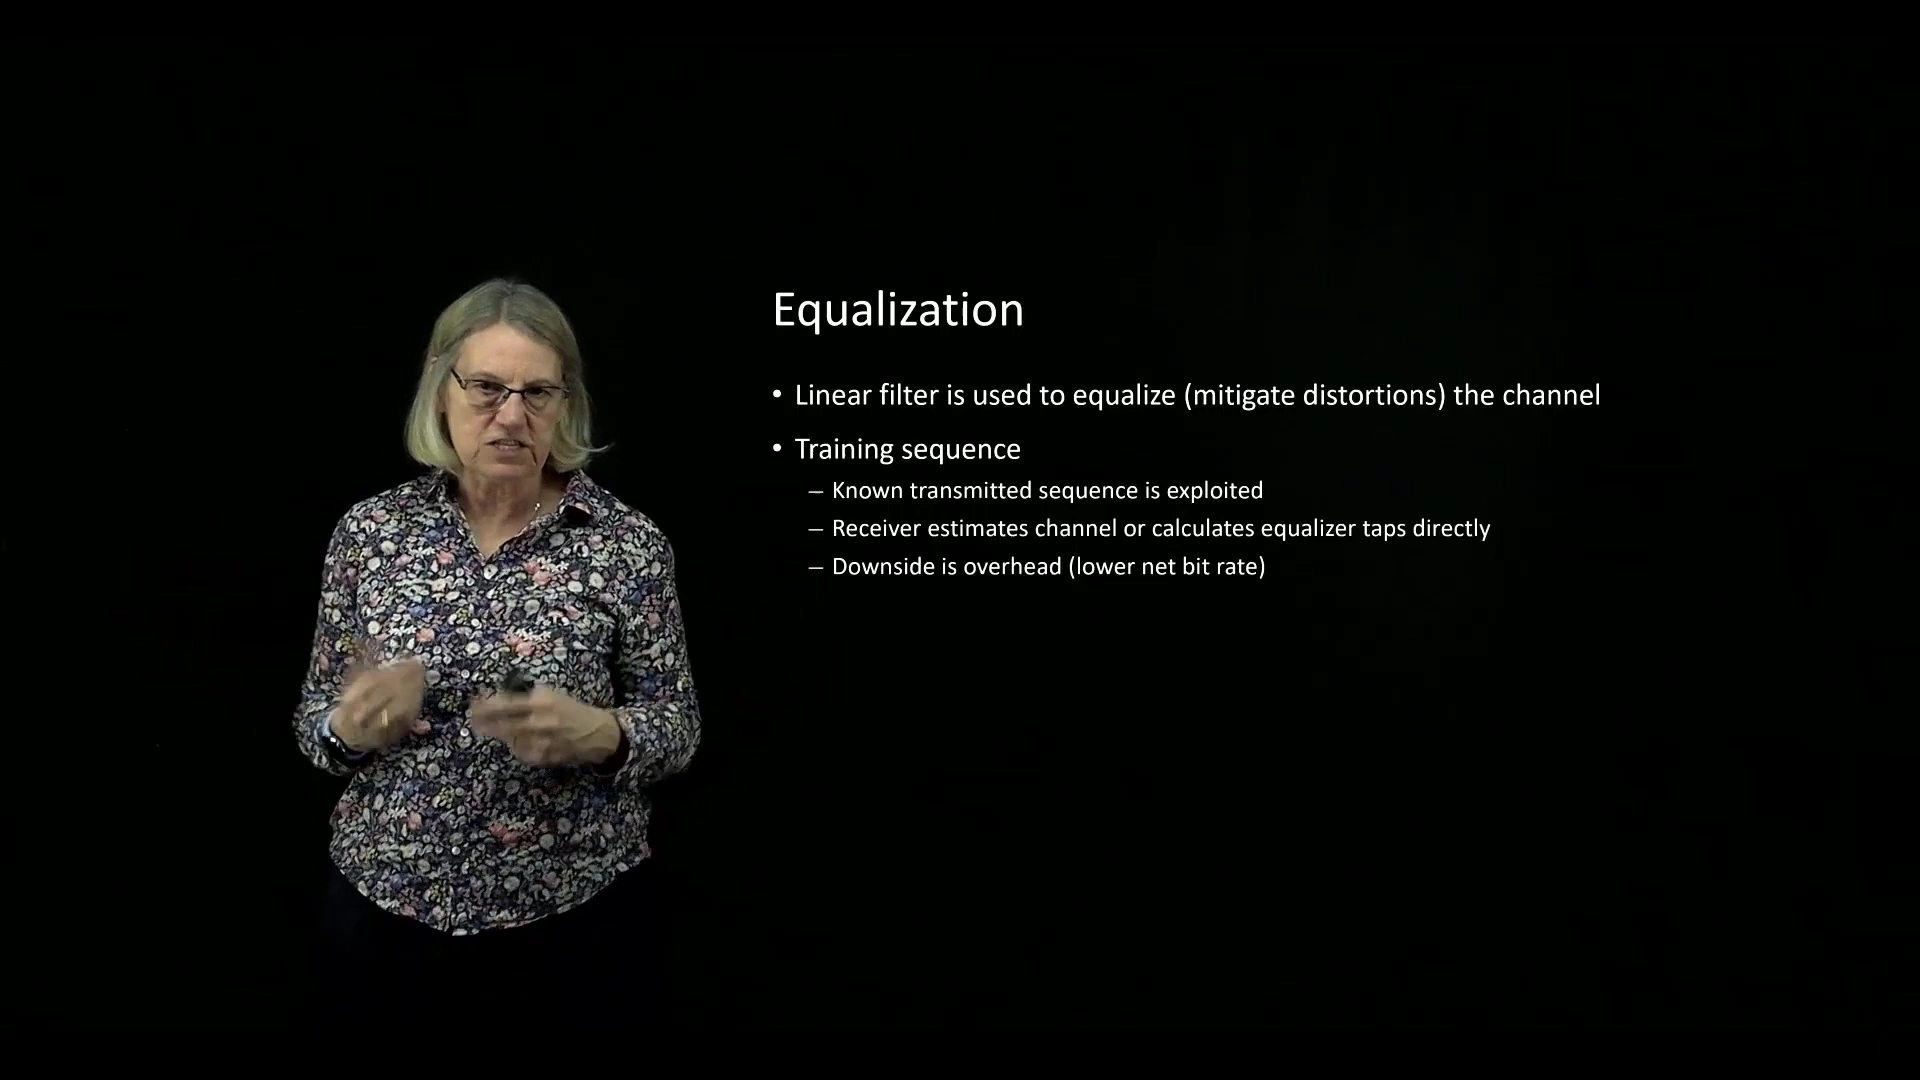 Equalization
• Linear filter is used to equalize (mitigate distortions) the channel
• Training sequence
– Known transmitted sequence is exploited
– Receiver estimates channel or calculates equalizer taps directly
– Downside is overhead (lower net bit rate)